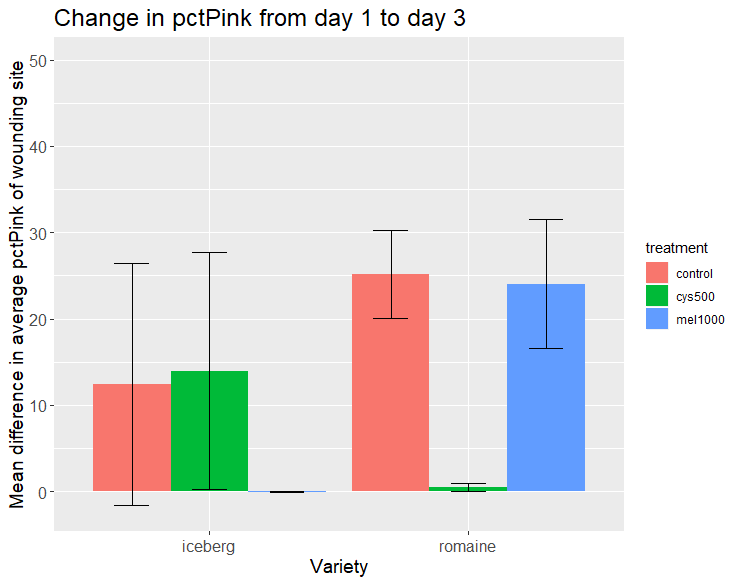 Change in pctPink from day 1 to day 3
Mean difference in average pctPink of wounding site
50
40
30
20
10
0
iceberg
romaine
Variety
treatment
control
cys500
mel1000